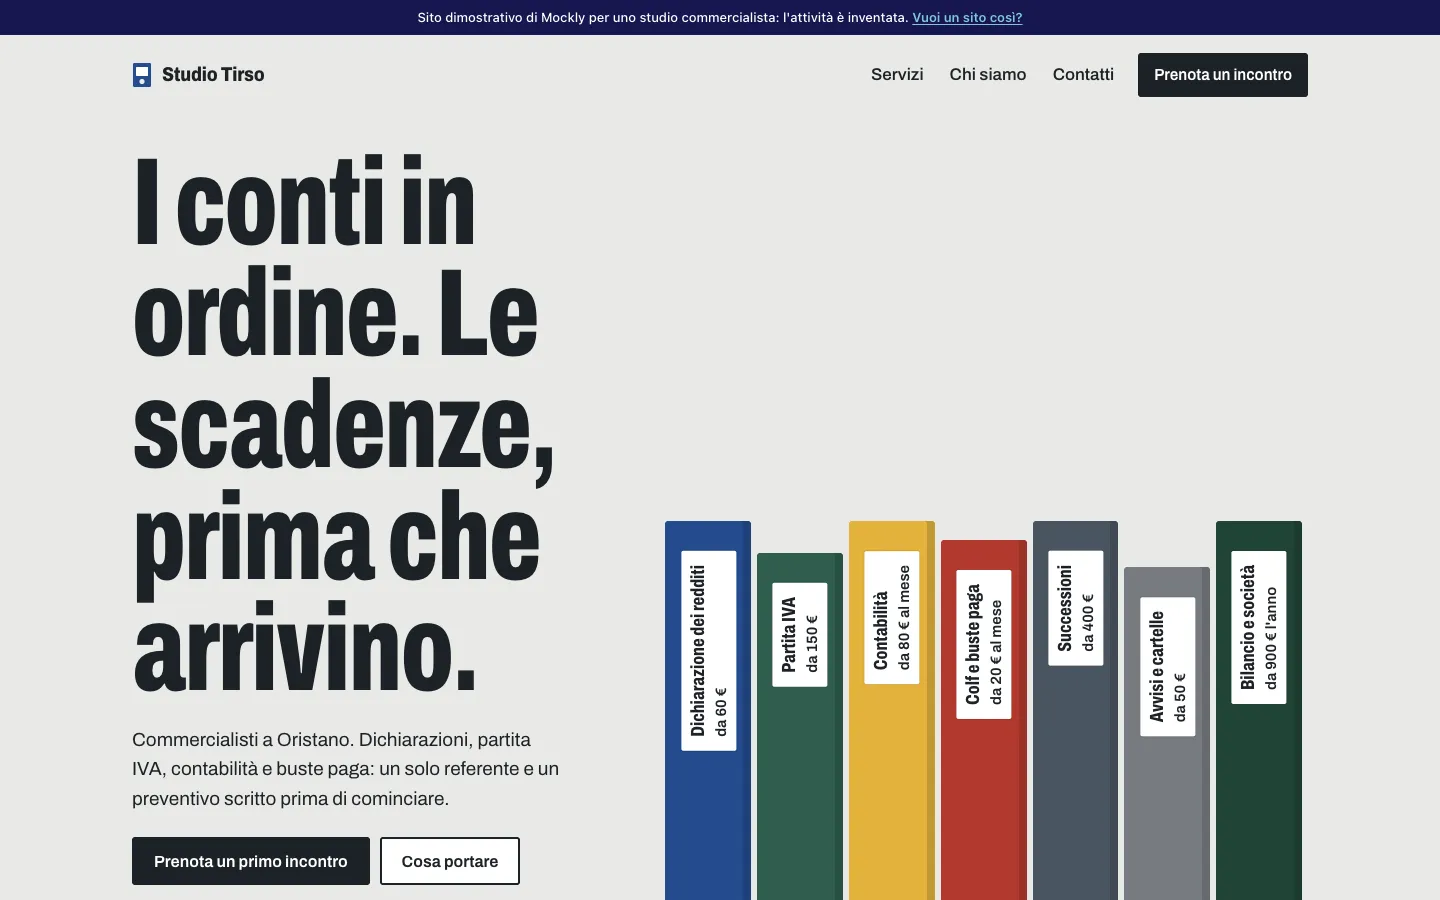 Sito dimostrativo di Mockly per uno studio commercialista: l'attività è inventata. Vuoi un sito così?
Studio Tirso
Servizi
Chi siamo
Contatti
Prenota un incontro
I conti in
ordine. Le
scadenze,
prima che
arrivino.
Commercialisti a Oristano. Dichiarazioni, partita
IVA, contabilità e buste paga: un solo referente e un
preventivo scritto prima di cominciare.
Prenota un primo incontro
Cosa portare
Dichiarazione dei redditi
da 60 €
Partita IVA
da 150 €
Contabilità
da 80 € al mese
Colf e buste paga
da 20 € al mese
Successioni
da 400 €
Avvisi e cartelle
da 50 €
Bilancio e società
da 900 € l'anno